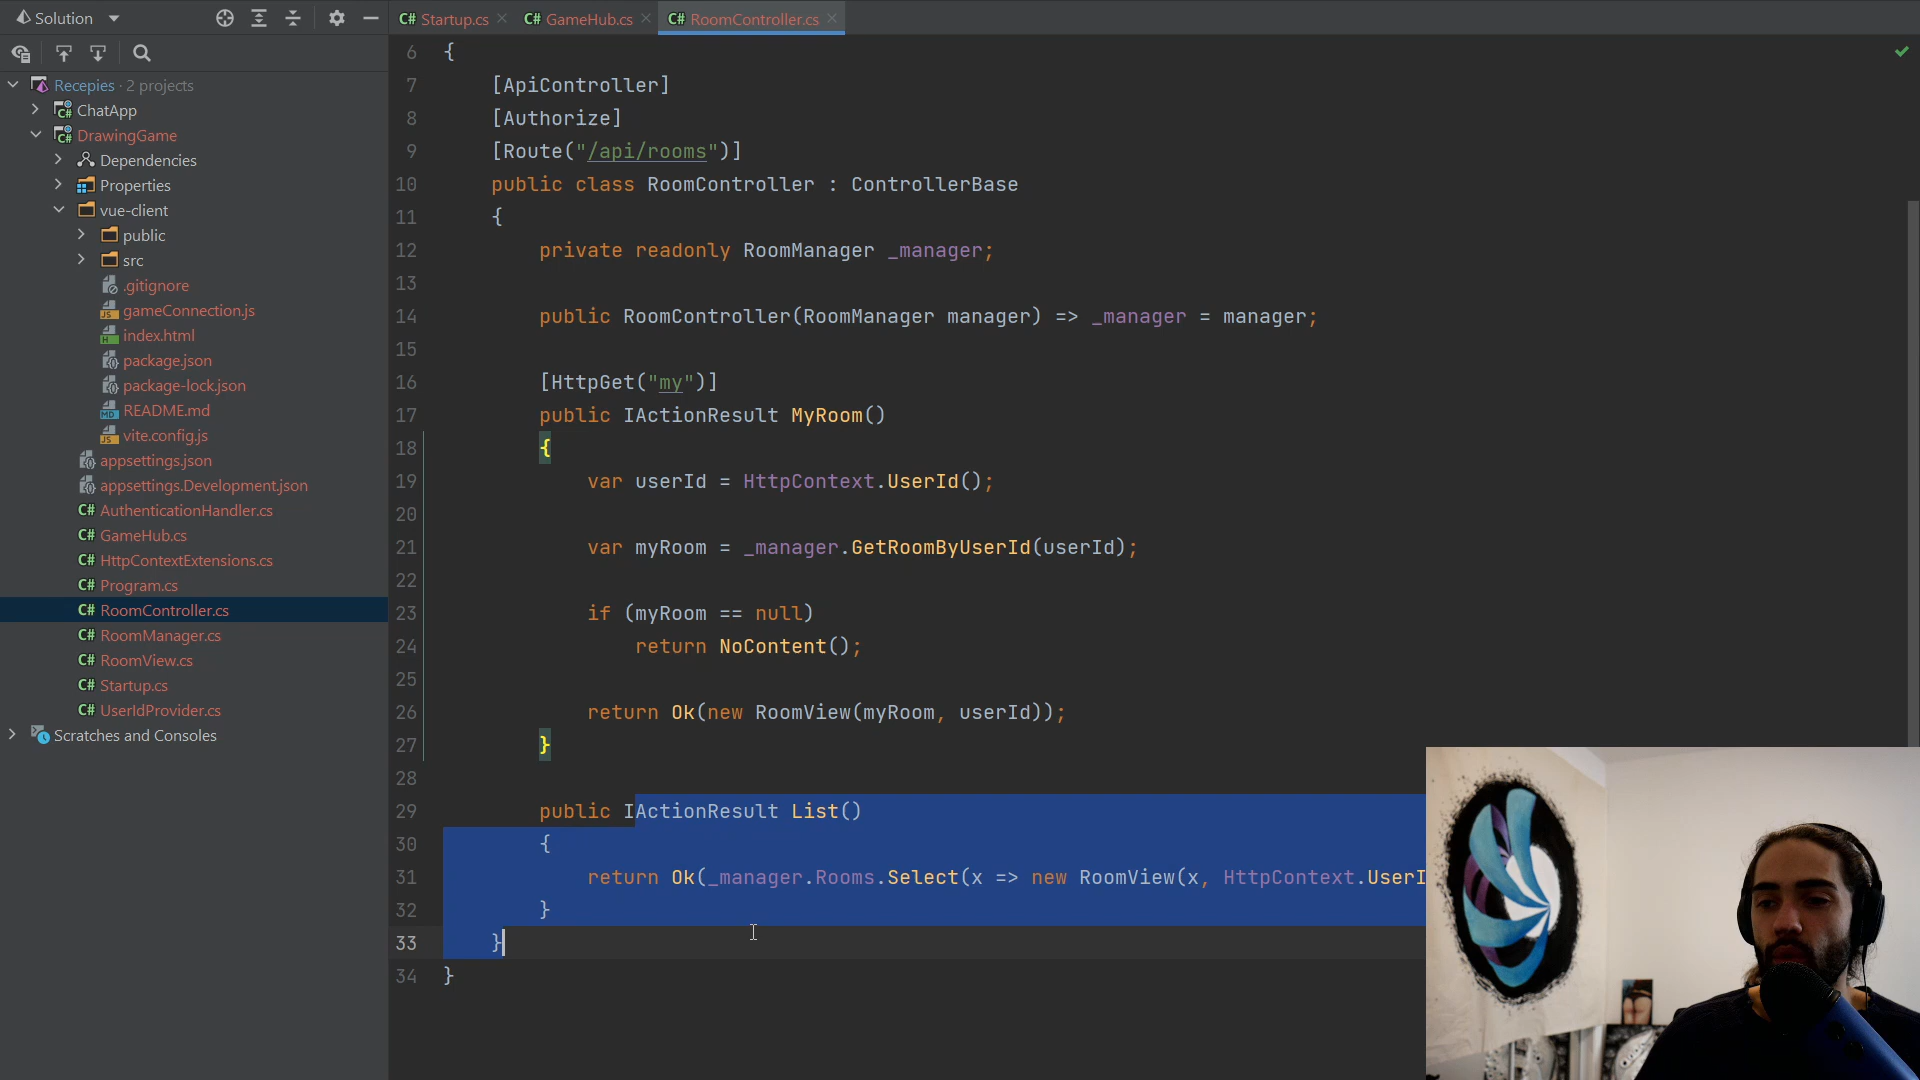 Solution
Startup.cs
GameHub.cs
RoomController.cs
Recepies · 2 projects
ChatApp
DrawingGame
Dependencies
Properties
vue-client
public
src
.gitignore
gameConnection.js
index.html
package.json
package-lock.json
README.md
vite.config.js
appsettings.json
appsettings.Development.json
C# AuthenticationHandler.cs
C# GameHub.cs
C# HttpContextExtensions.cs
C# Program.cs
C# RoomController.cs
C# RoomManager.cs
C# RoomView.cs
C# Startup.cs
C# UserIdProvider.cs
Scratches and Consoles
6 {
7 [ApiController]
8 [Authorize]
9 [Route("/api/rooms")]
10 public class RoomController : ControllerBase
11 {
12 private readonly RoomManager _manager;
13
14 public RoomController(RoomManager manager) => _manager = manager;
15
16 [HttpGet("my")]
17 public IActionResult MyRoom()
18 {
19 var userId = HttpContext.UserId();
20
21 var myRoom = _manager.GetRoomByUserId(userId);
22
23 if (myRoom == null)
24 return NoContent();
25
26 return Ok(new RoomView(myRoom, userId));
27 }
28
29 public IActionResult List()
30 {
31 return Ok(_manager.Rooms.Select(x => new RoomView(x, HttpContext.UserI
32 }
33 }
34 }